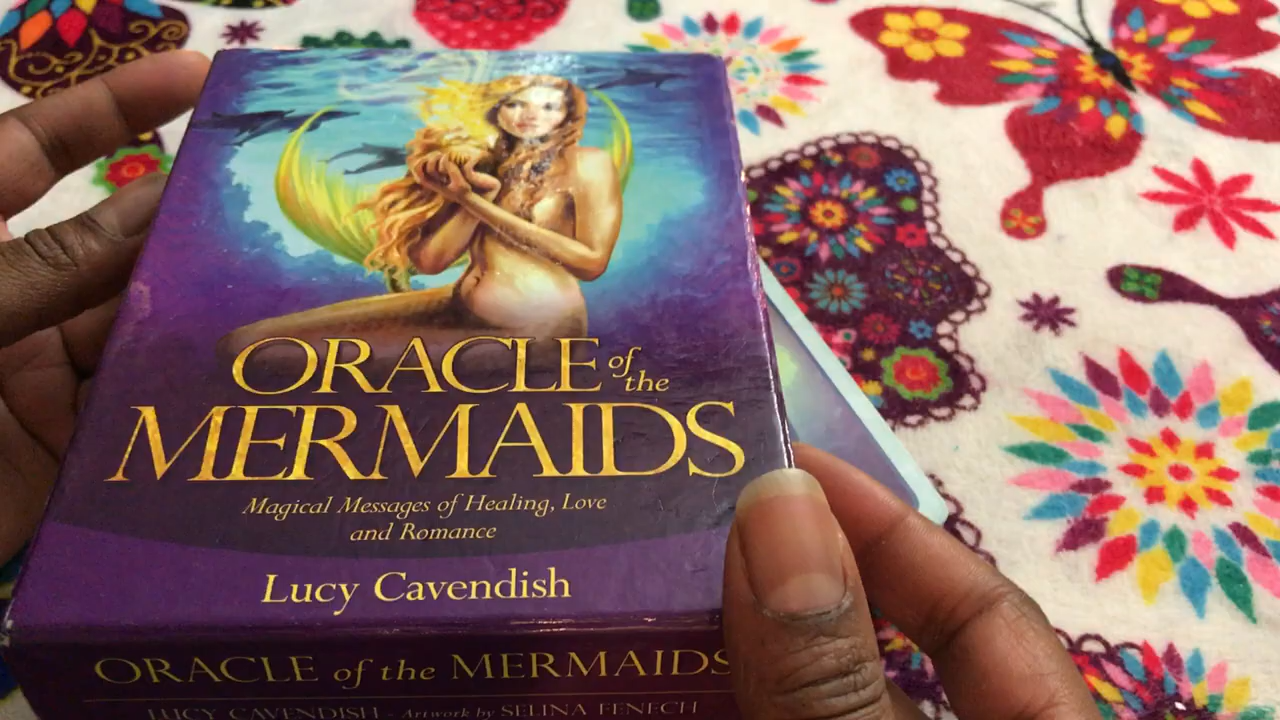 ORACLE of the
MERMAIDS
Magical Messages of Healing, Love
and Romance
Lucy Cavendish
ORACLE of the MERMAIDS
LUCY CAVENDISH - Artwork by SELINA FENECH